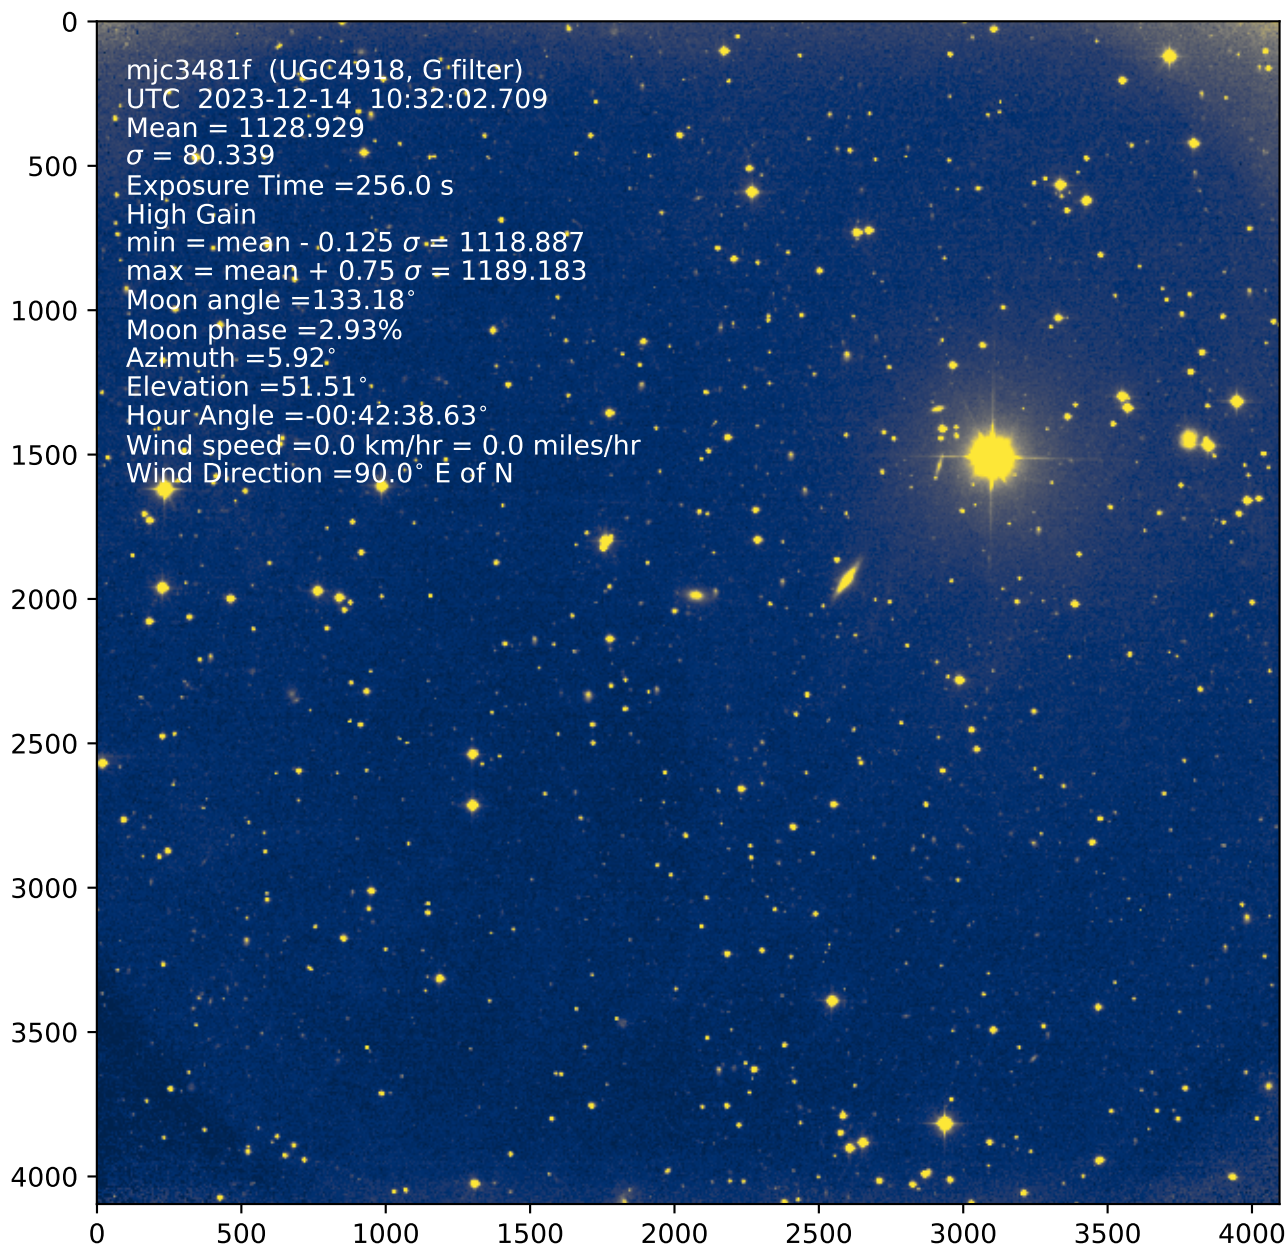 mjc3481f (UGC4918, G filter)
UTC 2023-12-14 10:32:02.709
Mean = 1128.929
σ = 80.339
Exposure Time =256.0 s
High Gain
min = mean - 0.125 σ = 1118.887
max = mean + 0.75 σ = 1189.183
Moon angle =133.18°
Moon phase =2.93%
Azimuth =5.92°
Elevation =51.51°
Hour Angle =-00:42:38.63°
Wind speed =0.0 km/hr = 0.0 miles/hr
Wind Direction =90.0° E of N
0
500
1000
1500
2000
2500
3000
3500
4000
0 500 1000 1500 2000 2500 3000 3500 4000